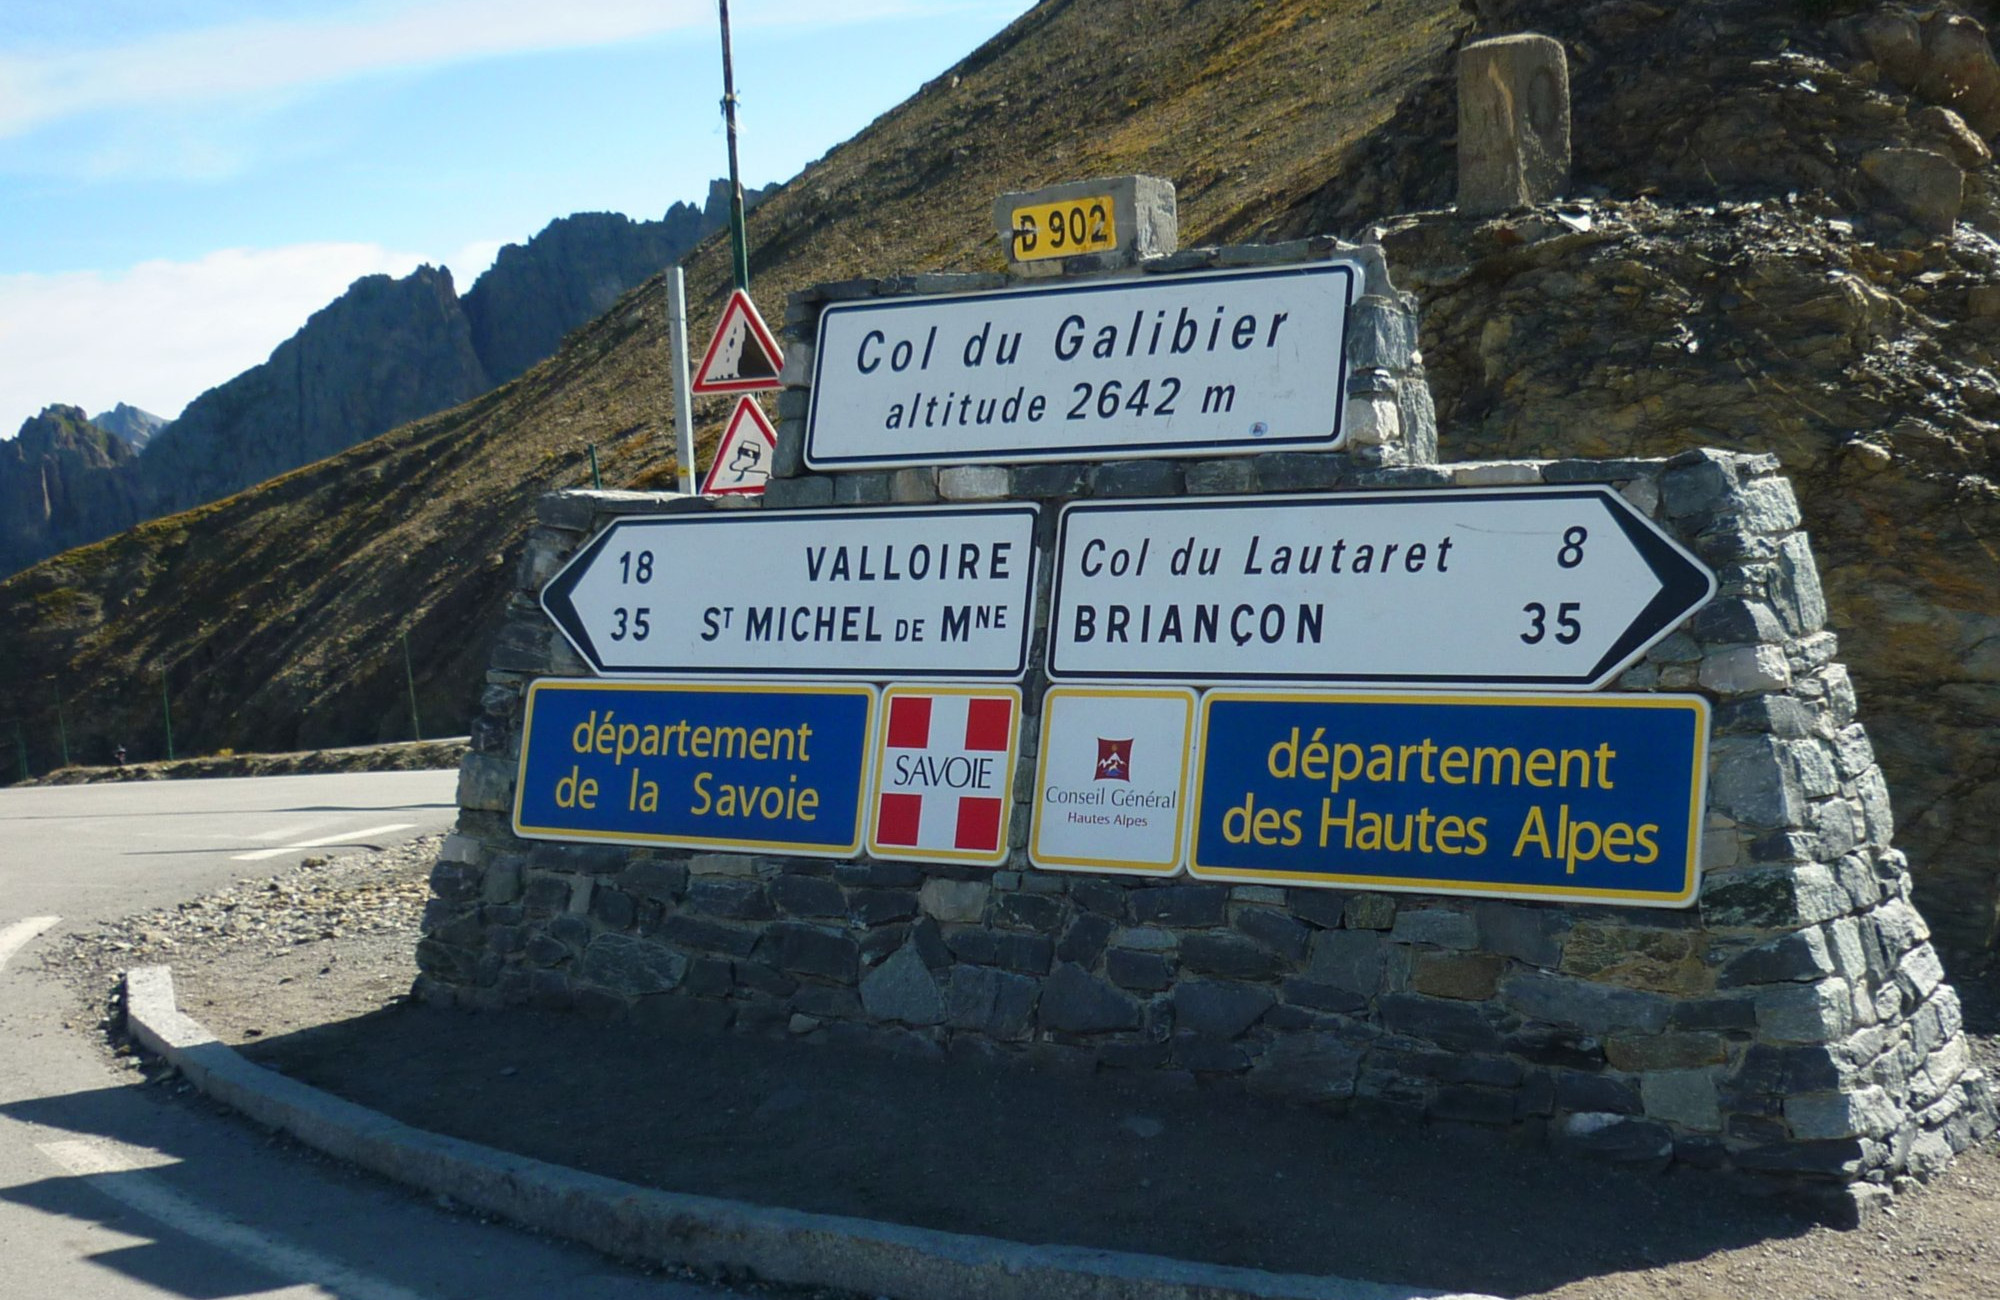 D 902
Col du Galibier
altitude 2642 m
18 VALLOIRE
35 ST MICHEL DE MNE
Col du Lautaret 8
BRIANÇON 35
département
de la Savoie
SAVOIE
Conseil Général
Hautes Alpes
département
des Hautes Alpes